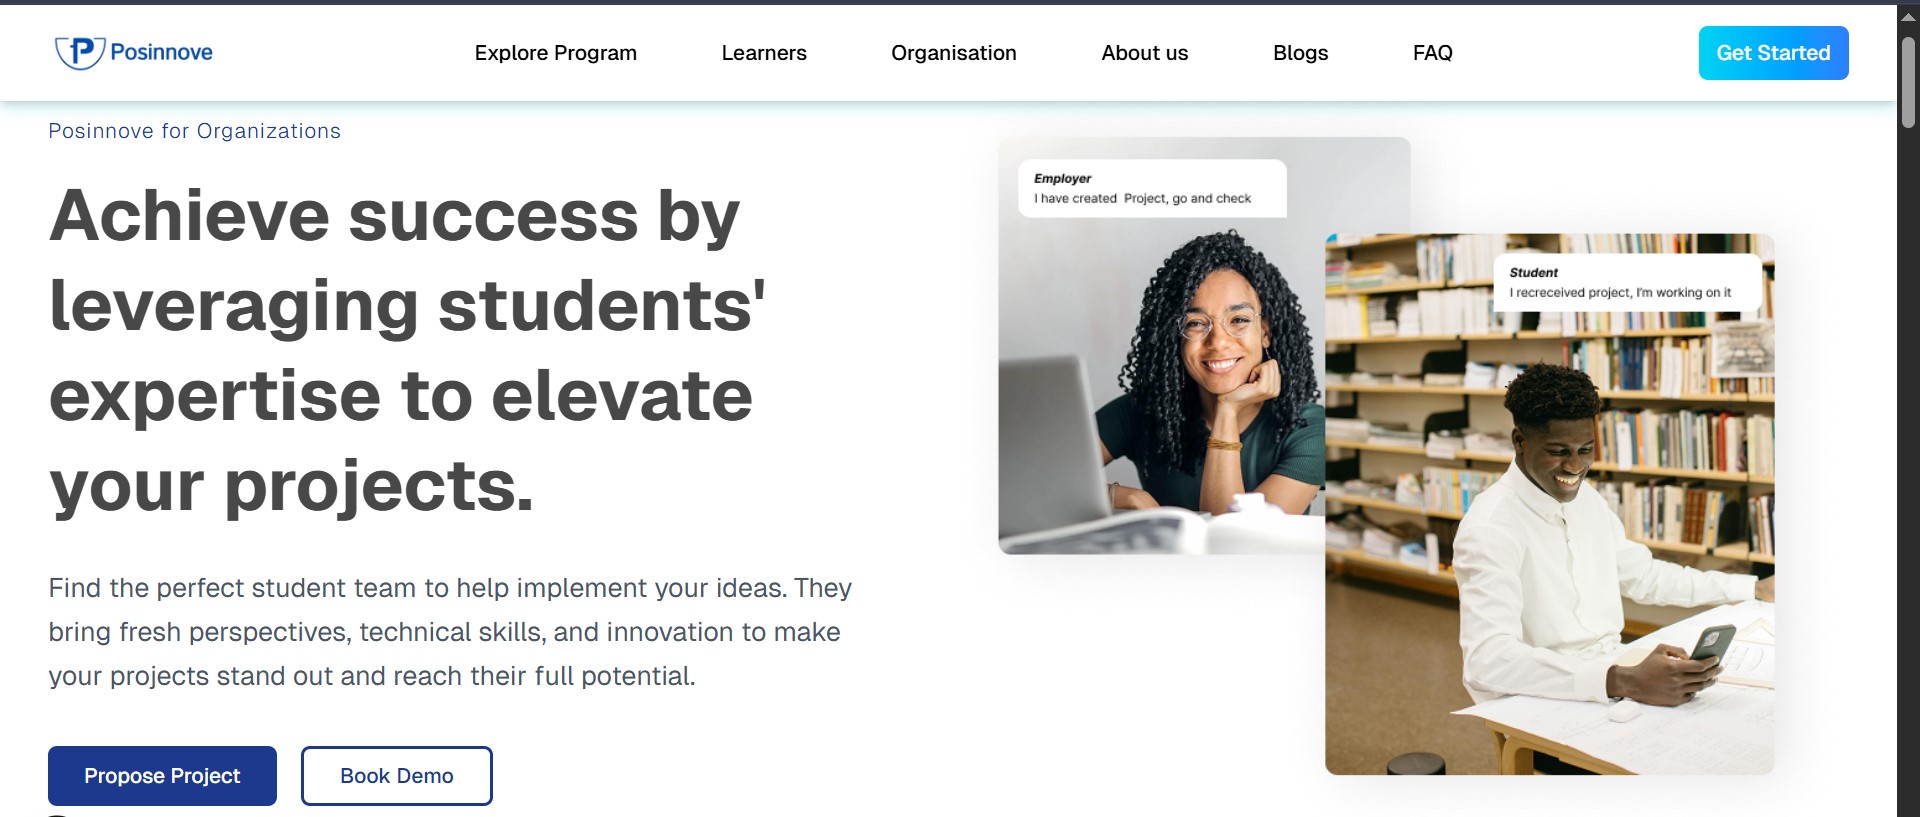 Posinnove
Explore Program
Learners
Organisation
About us
Blogs
FAQ
Get Started
Posinnove for Organizations
Achieve success by
leveraging students'
expertise to elevate
your projects.
Find the perfect student team to help implement your ideas. They
bring fresh perspectives, technical skills, and innovation to make
your projects stand out and reach their full potential.
Propose Project
Book Demo
Employer
I have created Project, go and check
Student
I recreceived project, I'm working on it